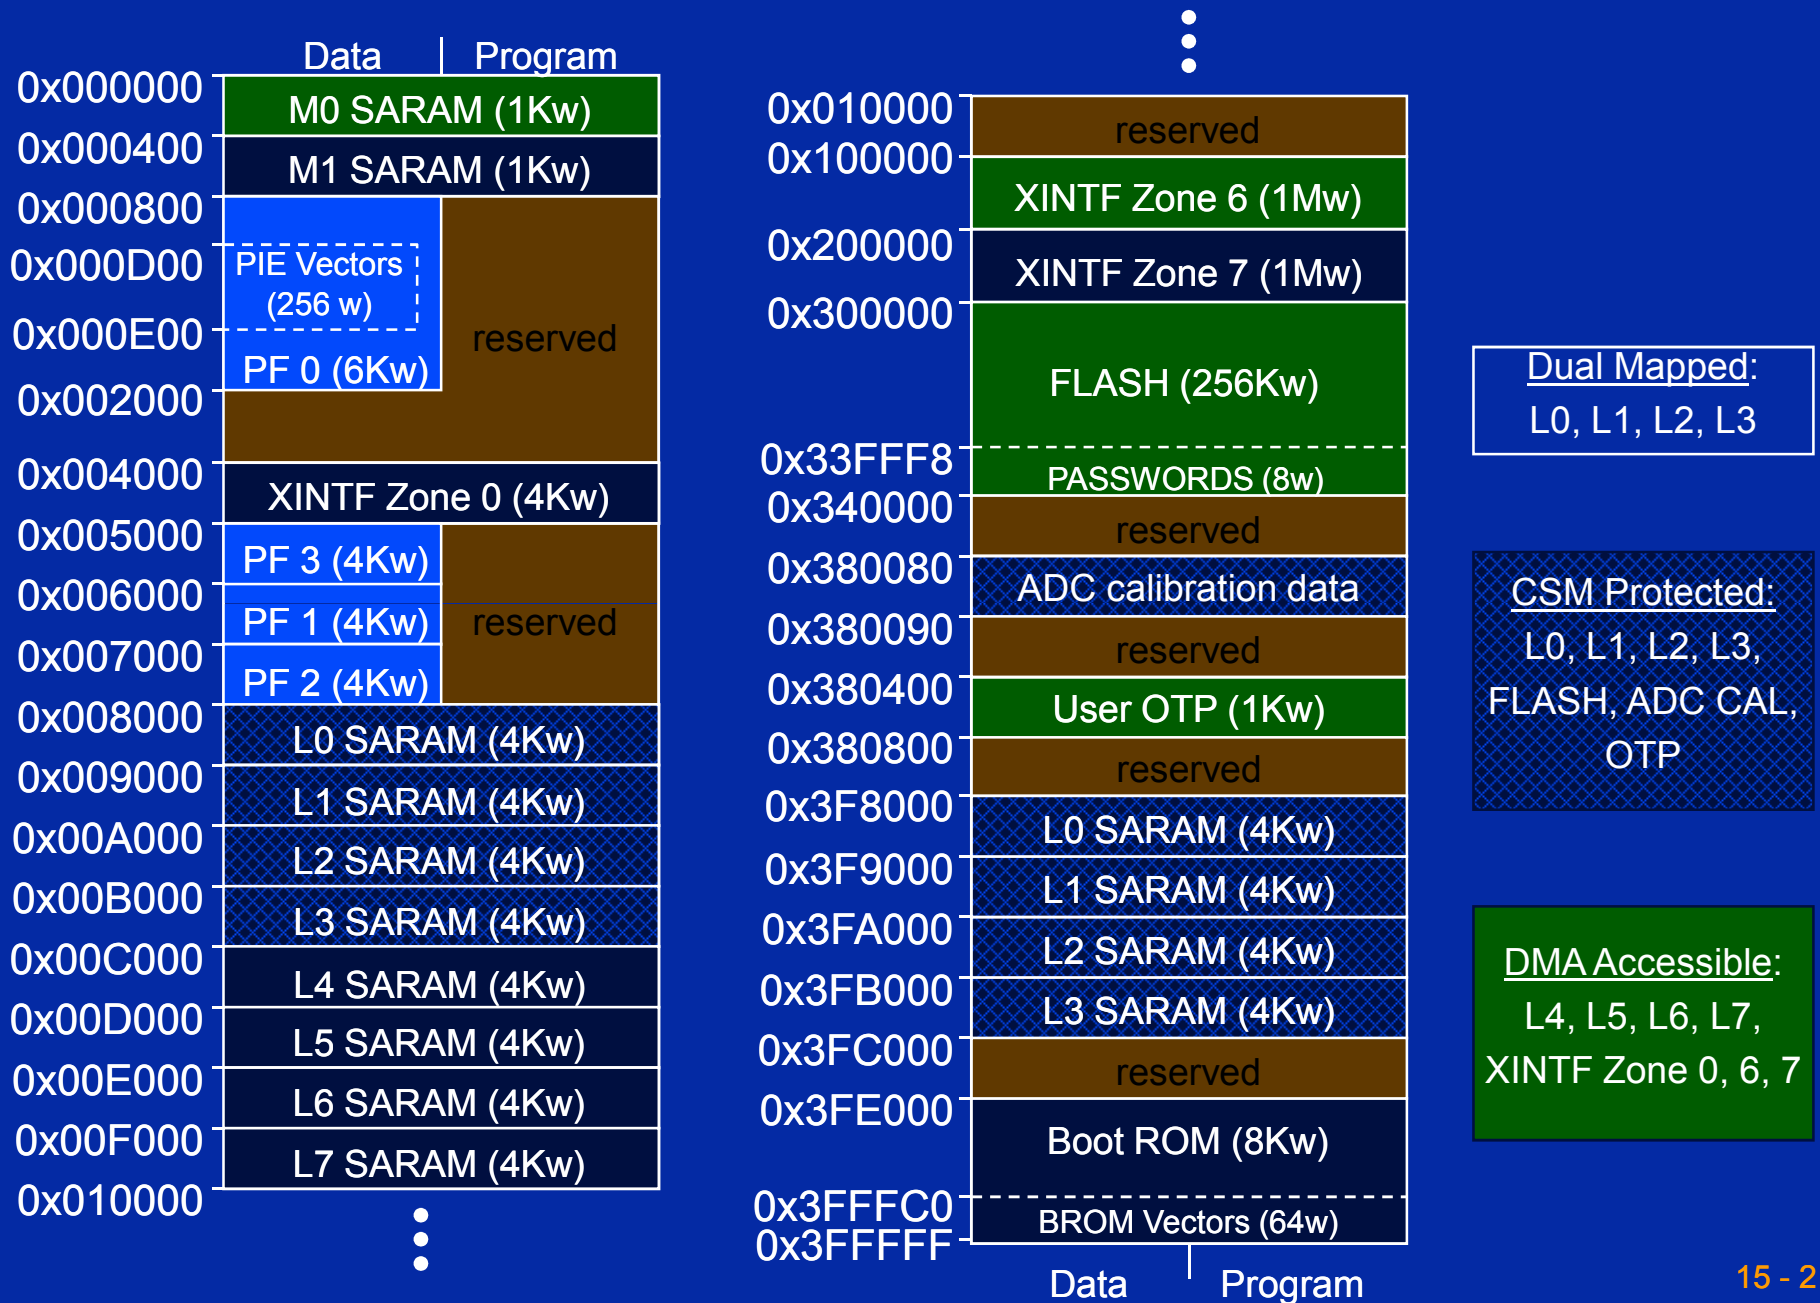 Data Program
0x000000
M0 SARAM (1Kw)
0x000400
M1 SARAM (1Kw)
0x000800
0x000D00
PIE Vectors
(256 w)
0x000E00
reserved
PF 0 (6Kw)
0x002000
0x004000
XINTF Zone 0 (4Kw)
0x005000
PF 3 (4Kw)
0x006000
PF 1 (4Kw)
reserved
0x007000
PF 2 (4Kw)
0x008000
L0 SARAM (4Kw)
0x009000
L1 SARAM (4Kw)
0x00A000
L2 SARAM (4Kw)
0x00B000
L3 SARAM (4Kw)
0x00C000
L4 SARAM (4Kw)
0x00D000
L5 SARAM (4Kw)
0x00E000
L6 SARAM (4Kw)
0x00F000
L7 SARAM (4Kw)
0x010000
0x010000
reserved
0x100000
XINTF Zone 6 (1Mw)
0x200000
XINTF Zone 7 (1Mw)
0x300000
FLASH (256Kw)
0x33FFF8
PASSWORDS (8w)
0x340000
reserved
0x380080
ADC calibration data
0x380090
reserved
0x380400
User OTP (1Kw)
0x380800
reserved
0x3F8000
L0 SARAM (4Kw)
0x3F9000
L1 SARAM (4Kw)
0x3FA000
L2 SARAM (4Kw)
0x3FB000
L3 SARAM (4Kw)
0x3FC000
reserved
0x3FE000
Boot ROM (8Kw)
0x3FFFC0
BROM Vectors (64w)
0x3FFFFF
Data Program
Dual Mapped:
L0, L1, L2, L3
CSM Protected:
L0, L1, L2, L3,
FLASH, ADC CAL,
OTP
DMA Accessible:
L4, L5, L6, L7,
XINTF Zone 0, 6, 7
15 - 2